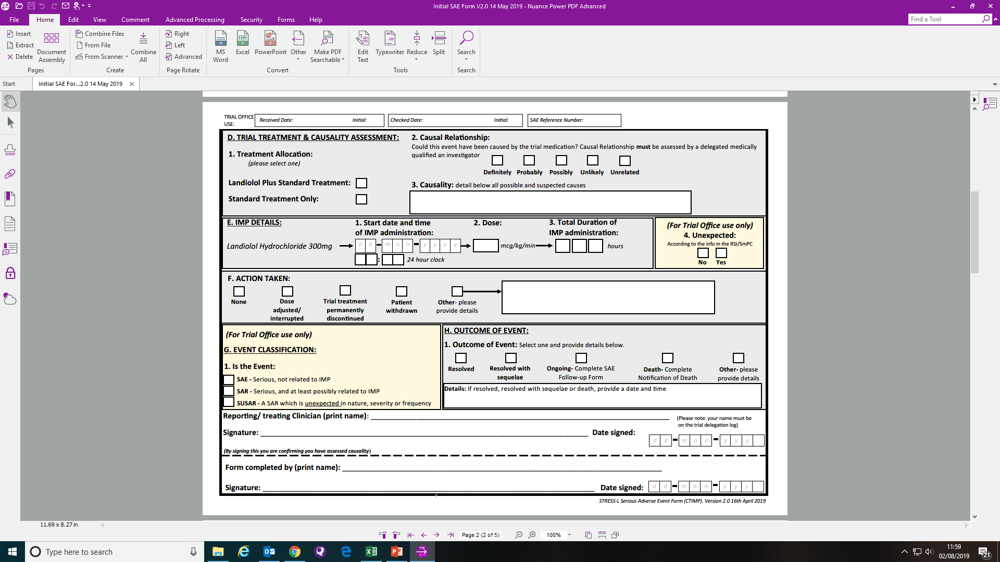 Initial SAE Form V2.0 14 May 2019 - Nuance Power PDF Advanced
File Home Edit View Comment Advanced Processing Security Forms Help
Find a Tool
Insert
Extract
Delete
Document Assembly
Pages
Combine Files
From File
From Scanner
Combine All
Create
Right
Left
Advanced
Page Rotate
MS Word
Excel
PowerPoint
Other
Make PDF Searchable
Convert
Edit Text
Typewriter
Reduce
Split
Tools
Search
Search
Start
Initial SAE For...2.0 14 May 2019
TRIAL OFFICE USE:
Received Date: Initial:
Checked Date: Initial:
SAE Reference Number:
D. TRIAL TREATMENT & CAUSALITY ASSESSMENT:
1. Treatment Allocation:
(please select one)
Landiolol Plus Standard Treatment:
Standard Treatment Only:
2. Causal Relationship:
Could this event have been caused by the trial medication? Causal Relationship must be assessed by a delegated medically
qualified an investigator
Definitely Probably Possibly Unlikely Unrelated
3. Causality: detail below all possible and suspected causes
E. IMP DETAILS:
Landiolol Hydrochloride 300mg
1. Start date and time
of IMP administration:
d d - m o n - y y y y
: 24 hour clock
2. Dose:
mcg/kg/min
3. Total Duration of
IMP administration:
hours
(For Trial Office use only)
4. Unexpected:
According to the info in the RSI/SmPC
No Yes
F. ACTION TAKEN:
None
Dose
adjusted/
interrupted
Trial treatment
permanently
discontinued
Patient
withdrawn
Other- please
provide details
(For Trial Office use only)
G. EVENT CLASSIFICATION:
1. Is the Event:
SAE - Serious, not related to IMP
SAR - Serious, and at least possibly related to IMP
SUSAR - A SAR which is unexpected in nature, severity or frequency
H. OUTCOME OF EVENT:
1. Outcome of Event: Select one and provide details below.
Resolved
Resolved with
sequelae
Ongoing- Complete SAE
Follow-up Form
Death- Complete
Notification of Death
Other- please
provide details
Details: If resolved, resolved with sequelae or death, provide a date and time
Reporting/ treating Clinician (print name):
(Please note: your name must be
on the trial delegation log)
Signature: Date signed:
d d - m o n - y y y
(By signing this you are confirming you have assessed causality)
Form completed by (print name):
Signature: Date signed: d d - m o n - y y y
y
STRESS-L Serious Adverse Event Form (CTIMP). Version 2.0 16th April 2019
11.69 x 8.27 in
Page 2 (2 of 5)
100%
Type here to search
11:59
02/08/2019
21